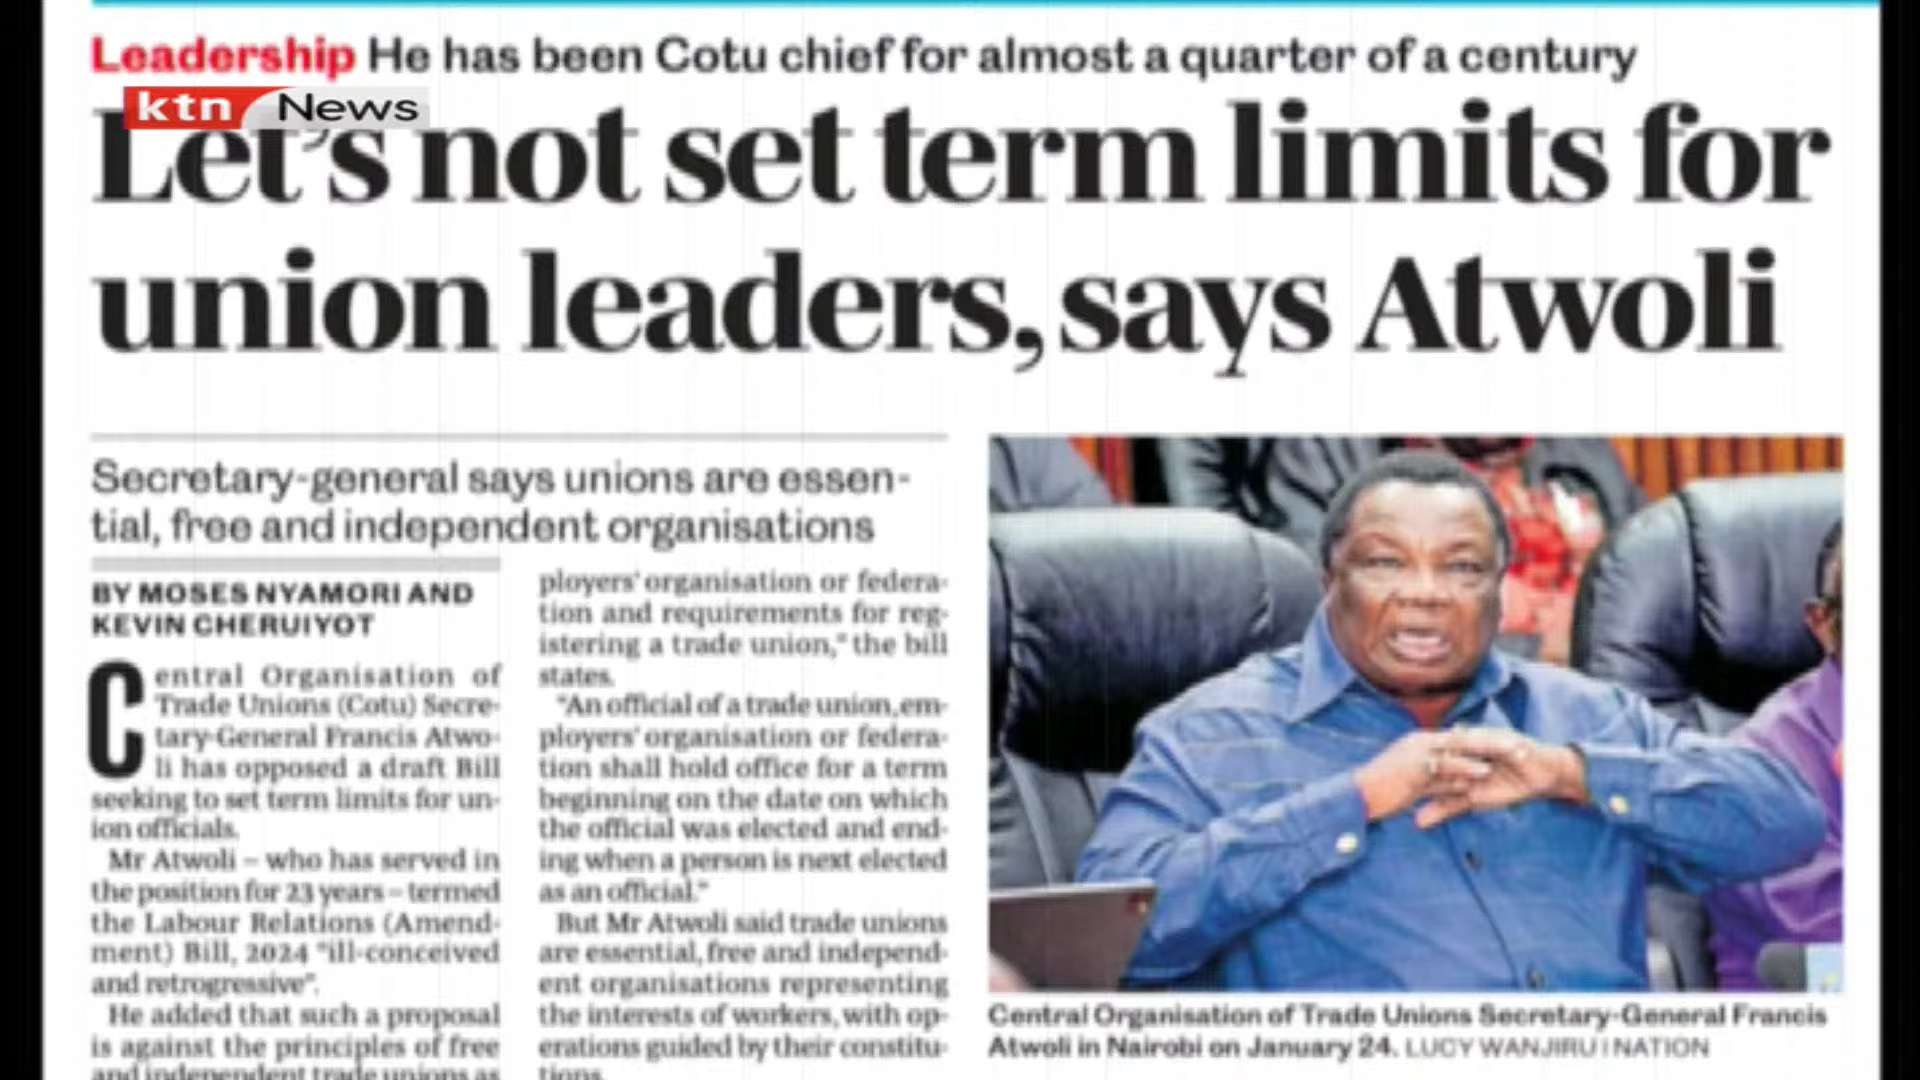 Leadership He has been Cotu chief for almost a quarter of a century
ktn News
Let's not set term limits for
union leaders, says Atwoli
Secretary-general says unions are essen-
tial, free and independent organisations
BY MOSES NYAMORI AND
KEVIN CHERUIYOT
Central Organisation of
Trade Unions (Cotu) Secre-
tary-General Francis Atwo-
li has opposed a draft Bill
seeking to set term limits for un-
ion officials.
Mr Atwoli – who has served in
the position for 23 years – termed
the Labour Relations (Amend-
ment) Bill, 2024 "ill-conceived
and retrogressive".
He added that such a proposal
is against the principles of free
and independent trade unions as
ployers' organisation or federa-
tion and requirements for reg-
istering a trade union," the bill
states.
"An official of a trade union, em-
ployers' organisation or federa-
tion shall hold office for a term
beginning on the date on which
the official was elected and end-
ing when a person is next elected
as an official."
But Mr Atwoli said trade unions
are essential, free and independ-
ent organisations representing
the interests of workers, with op-
erations guided by their constitu-
tions.
Central Organisation of Trade Unions Secretary-General Francis
Atwoli in Nairobi on January 24. LUCY WANJIRU I NATION